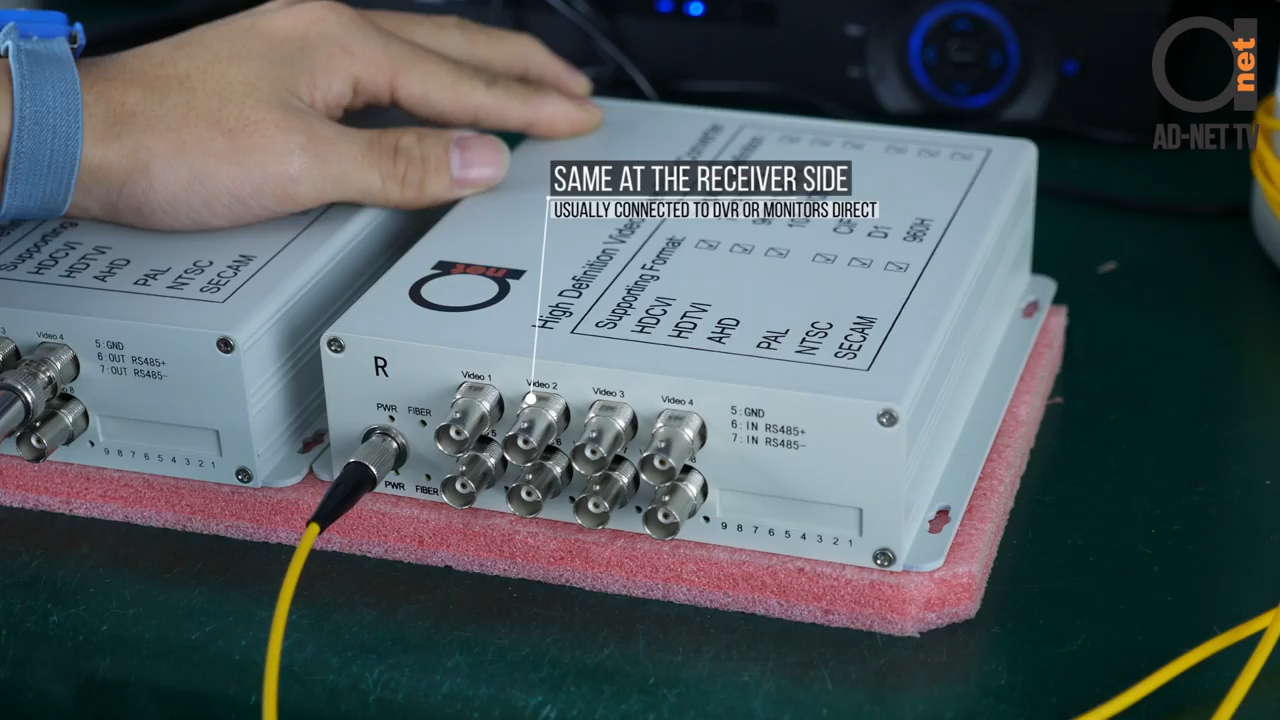 a
net
AD-NET TV
SAME AT THE RECEIVER SIDE
USUALLY CONNECTED TO DVR OR MONITORS DIRECT
Converter
High Definition Video
Supporting Format:
HDCVI
HDTVI
AHD
PAL
NTSC
SECAM
CIF
D1
960H
a
net
R
Video 1
Video 2
Video 3
Video 4
PWR
FIBER
PWR
FIBER
5:GND
6:IN RS485+
7:IN RS485-
9 8 7 6 5 4 3 2 1
Supporting
HDCVI
HDTVI
AHD
PAL
NTSC
SECAM
3
Video 4
5:GND
6:OUT RS485+
7:OUT RS485-
9 8 7 6 5 4 3 2 1